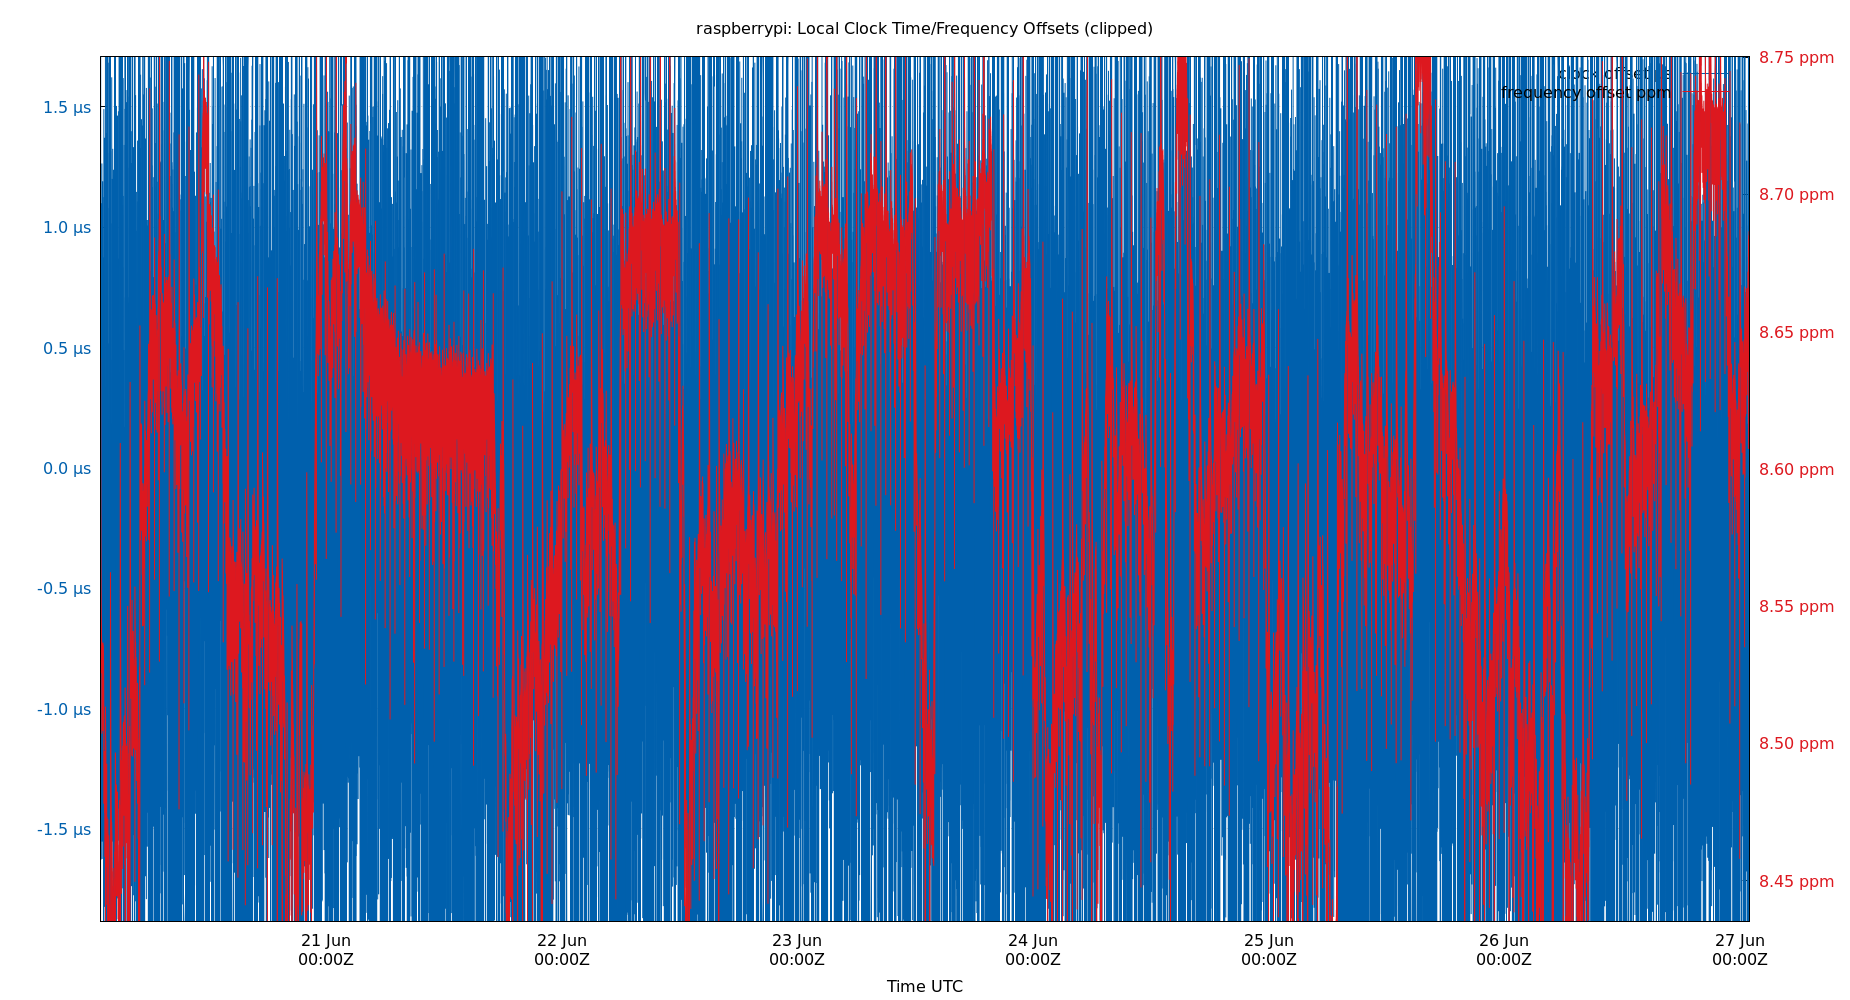 raspberrypi: Local Clock Time/Frequency Offsets (clipped)
8.75 ppm
clock offset µs
frequency offset ppm
1.5 µs
8.70 ppm
1.0 µs
8.65 ppm
0.5 µs
0.0 µs
8.60 ppm
-0.5 µs
8.55 ppm
-1.0 µs
8.50 ppm
-1.5 µs
8.45 ppm
21 Jun
00:00Z
22 Jun
00:00Z
23 Jun
00:00Z
24 Jun
00:00Z
25 Jun
00:00Z
26 Jun
00:00Z
27 Jun
00:00Z
Time UTC